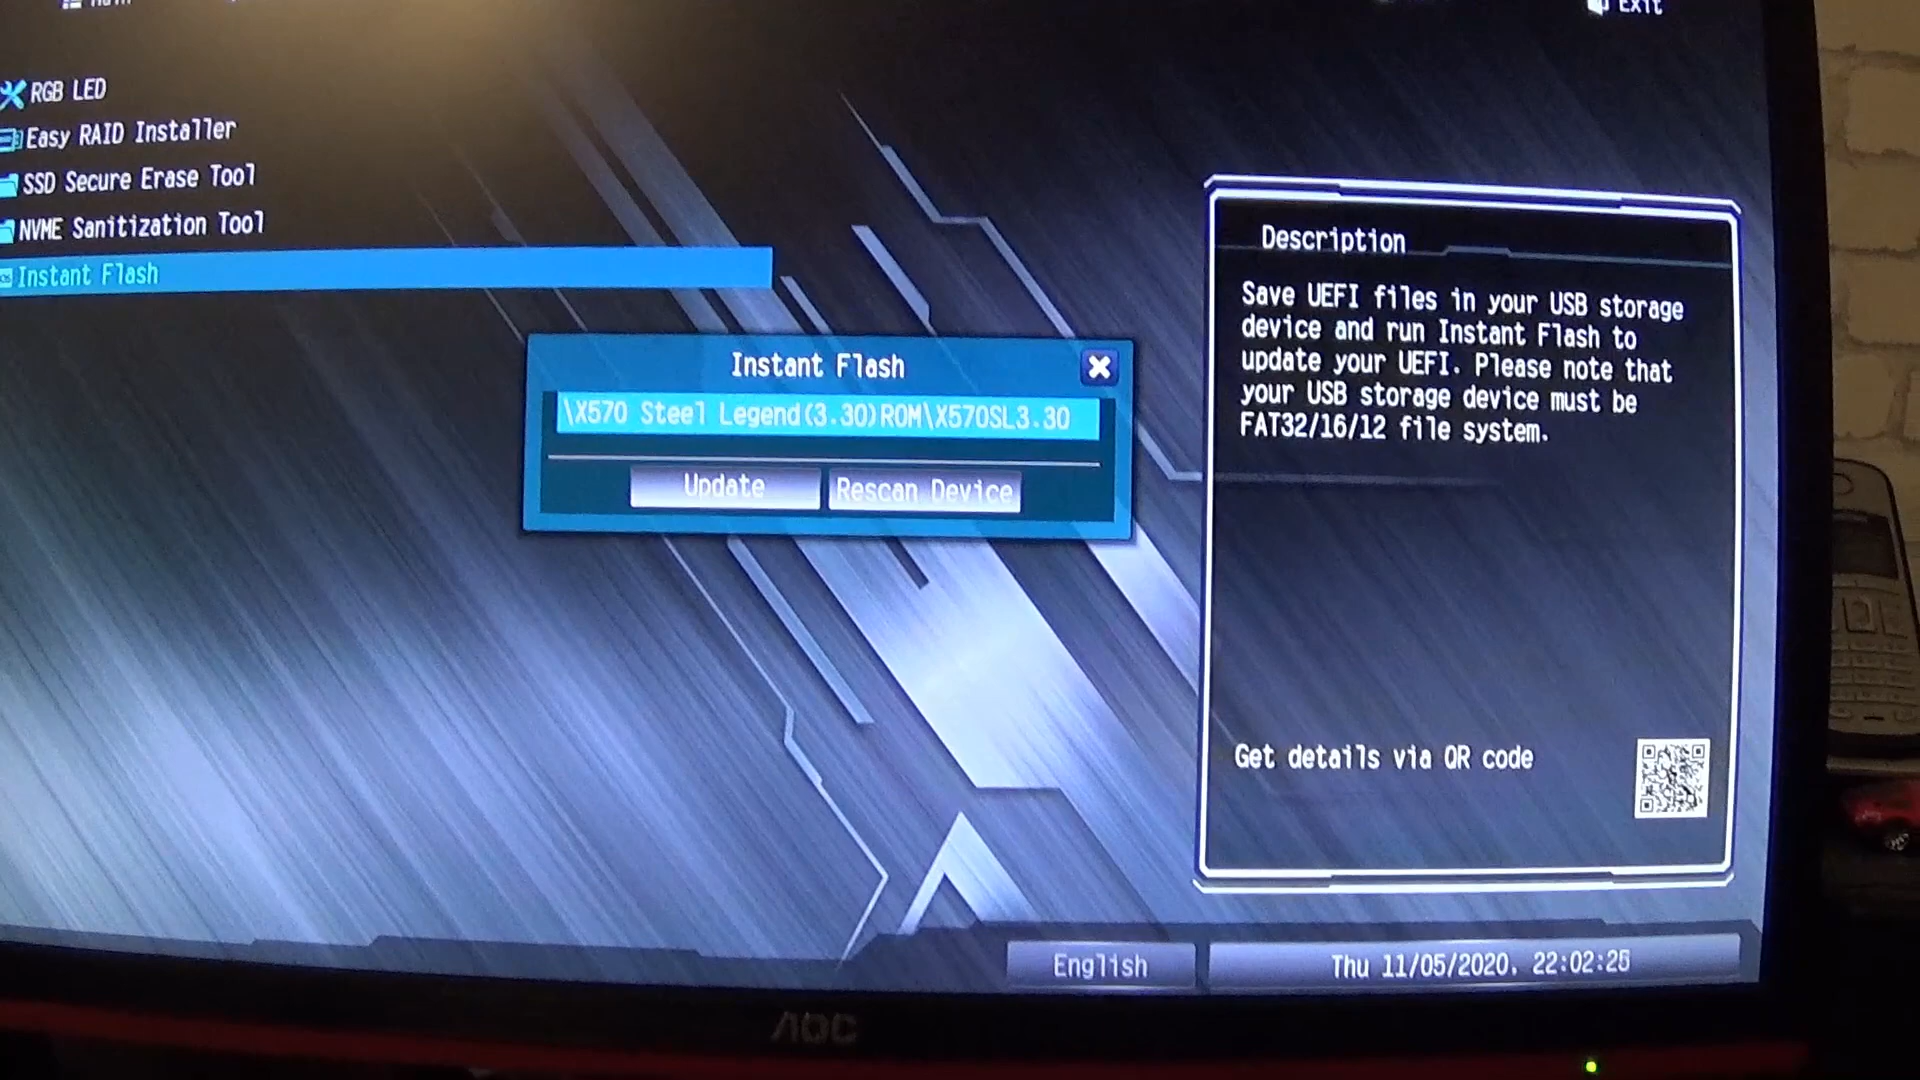 Exit
RGB LED
Easy RAID Installer
SSD Secure Erase Tool
NVME Sanitization Tool
Instant Flash
Instant Flash
\X570 Steel Legend(3.30)ROM\X570SL3.30
Update
Rescan Device
Description
Save UEFI files in your USB storage
device and run Instant Flash to
update your UEFI. Please note that
your USB storage device must be
FAT32/16/12 file system.
Get details via QR code
English
Thu 11/05/2020. 22:02:26
AOC